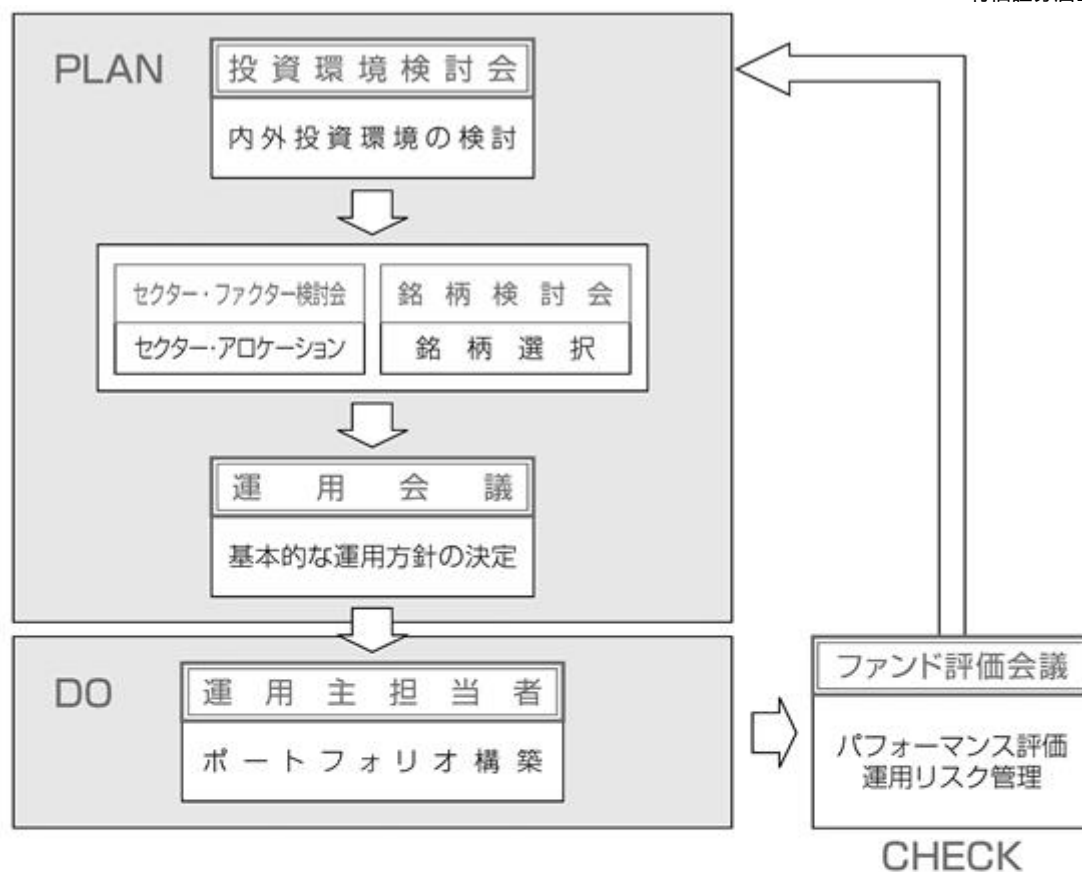 PLAN
投資環境検討会
内外投資環境の検討
セクター・ファクター検討会
セクター・アロケーション
銘柄検討会
銘柄選択
運用会議
基本的な運用方針の決定
DO
運用主担当者
ポートフォリオ構築
ファンド評価会議
パフォーマンス評価
運用リスク管理
CHECK